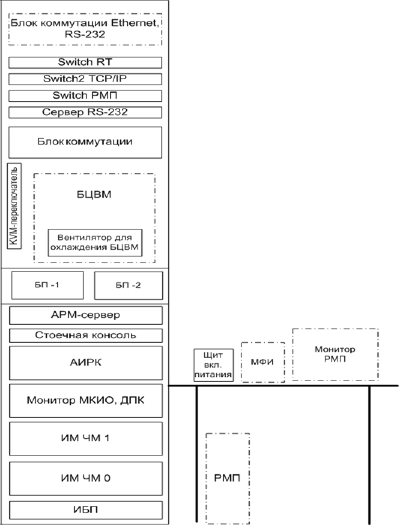 Блок коммутации Ethernet,
RS-232
Switch RT
Switch2 TCP/IP
Switch РМП
Сервер RS-232
Блок коммутации
KVM-переключатель
БЦВМ
Вентилятор для
охлаждения БЦВМ
БП -1
БП -2
АРМ-сервер
Стоечная консоль
АИРК
Монитор МКИО, ДПК
ИМ ЧМ 1
ИМ ЧМ 0
ИБП
Щит
вкл.
питания
МФИ
Монитор
РМП
РМП